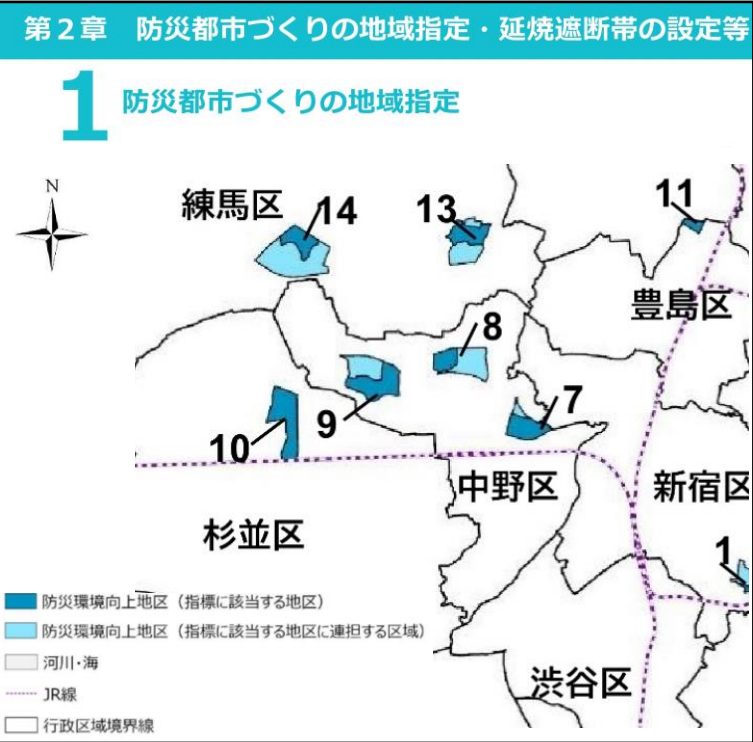 第２章　防災都市づくりの地域指定・延焼遮断帯の設定等
1 防災都市づくりの地域指定
N
練馬区
14
13
11
豊島区
8
9
7
10
中野区
新宿区
杉並区
1
渋谷区
防災環境向上地区（指標に該当する地区）
防災環境向上地区（指標に該当する地区に連担する区域）
河川・海
JR線
行政区域境界線